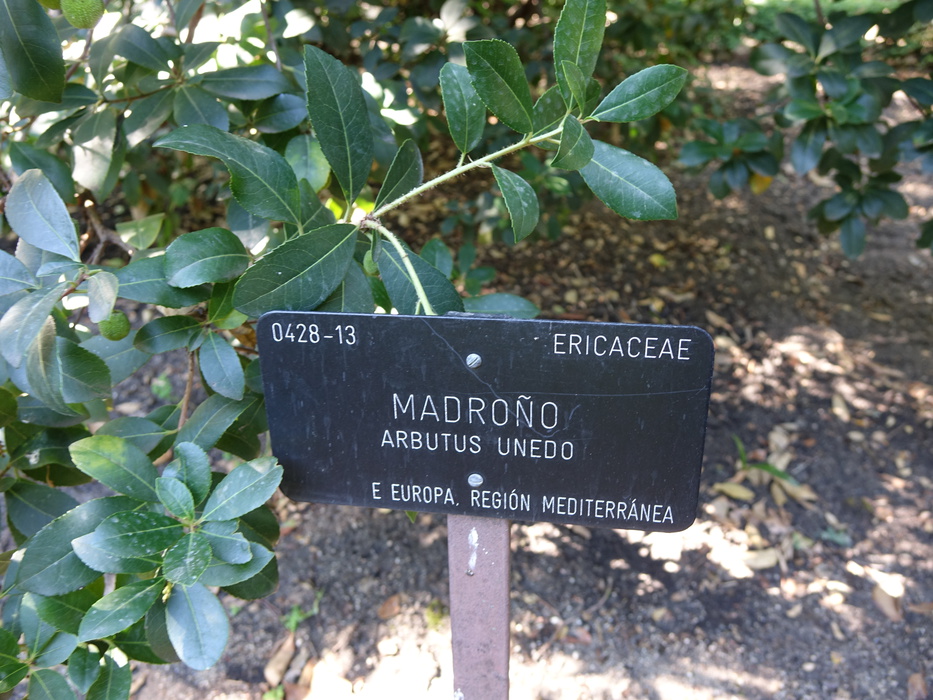 0428-13 ERICACEAE
MADROÑO
ARBUTUS UNEDO
E EUROPA, REGIÓN MEDITERRÁNEA